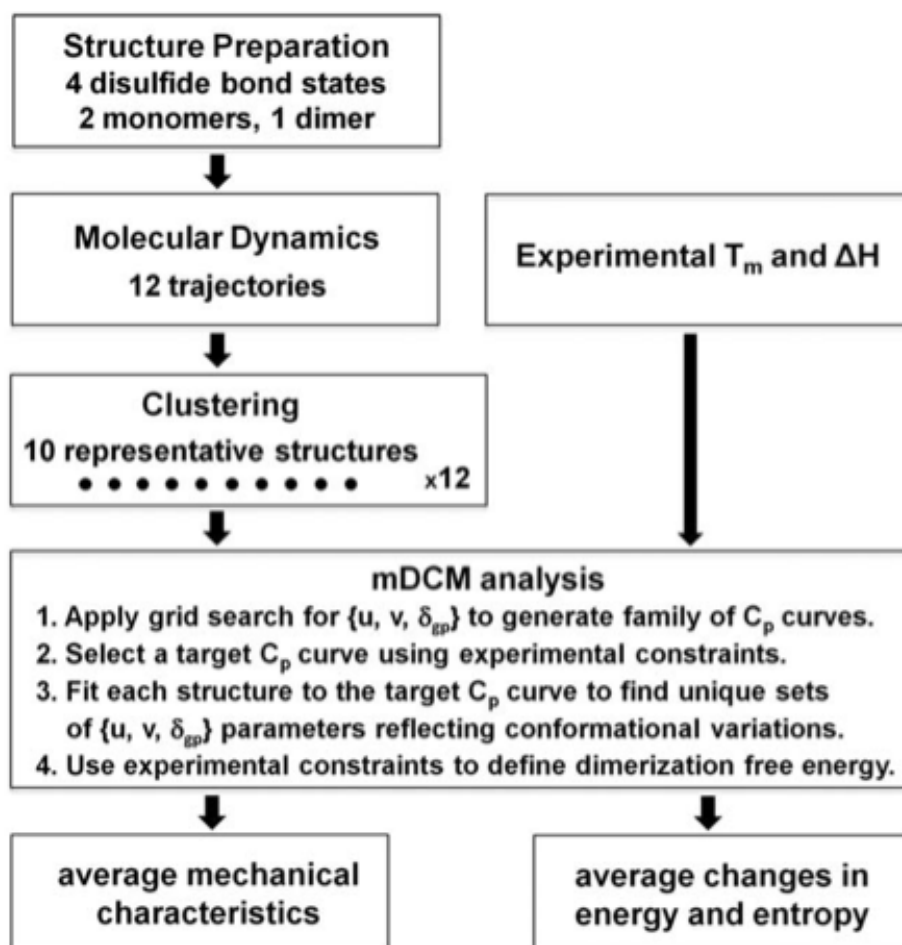 Structure Preparation
4 disulfide bond states
2 monomers, 1 dimer
Molecular Dynamics
12 trajectories
Experimental Tm and ΔH
Clustering
10 representative structures
x12
mDCM analysis
1. Apply grid search for {u, v, δgp} to generate family of Cp curves.
2. Select a target Cp curve using experimental constraints.
3. Fit each structure to the target Cp curve to find unique sets
of {u, v, δgp} parameters reflecting conformational variations.
4. Use experimental constraints to define dimerization free energy.
average mechanical
characteristics
average changes in
energy and entropy